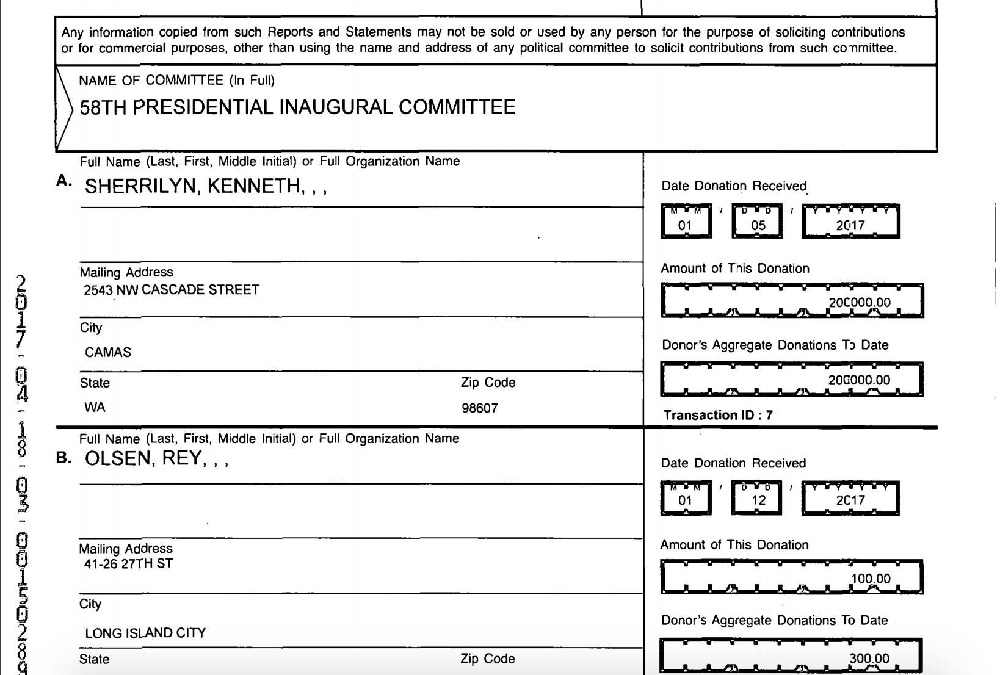 Any information copied from such Reports and Statements may not be sold or used by any person for the purpose of soliciting contributions
or for commercial purposes, other than using the name and address of any political committee to solicit contributions from such committee.
NAME OF COMMITTEE (In Full)
58TH PRESIDENTIAL INAUGURAL COMMITTEE
Full Name (Last, First, Middle Initial) or Full Organization Name
A. SHERRILYN, KENNETH, , ,
Date Donation Received
M M / D D / Y Y Y Y
01 05 2017
Mailing Address
2543 NW CASCADE STREET
Amount of This Donation
200000.00
City
CAMAS
Donor's Aggregate Donations To Date
200000.00
State Zip Code
WA 98607
Transaction ID : 7
Full Name (Last, First, Middle Initial) or Full Organization Name
B. OLSEN, REY, , ,
Date Donation Received
M M / D D / Y Y Y Y
01 12 2017
Mailing Address
41-26 27TH ST
Amount of This Donation
100.00
City
LONG ISLAND CITY
Donor's Aggregate Donations To Date
300.00
State Zip Code
2017-04-18-03-00150289